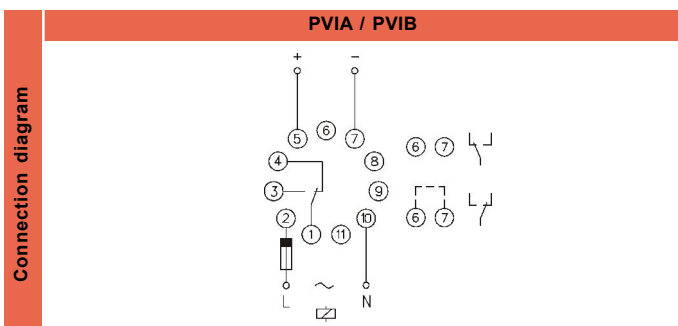 PVIA / PVIB
Connection diagram
+ −
5 6 7
4 8
3 9
2 10
1 11
6 7
6 7
L ~ N